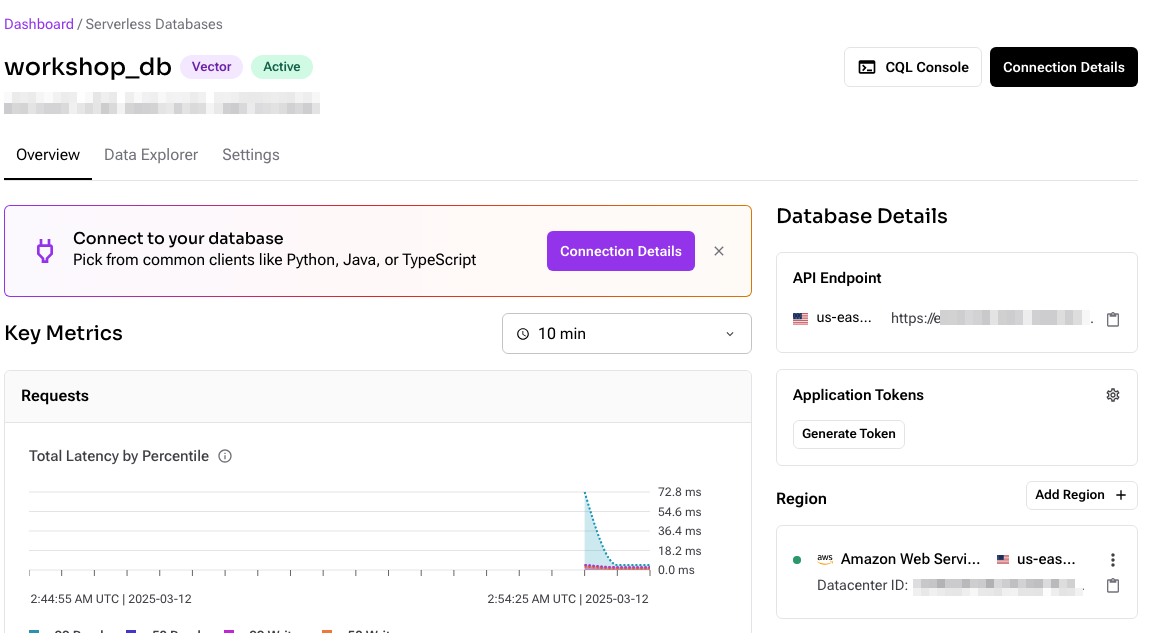 Dashboard / Serverless Databases
workshop_db Vector Active
CQL Console
Connection Details
Overview Data Explorer Settings
Connect to your database
Pick from common clients like Python, Java, or TypeScript
Connection Details
Key Metrics
10 min
Requests
Total Latency by Percentile
72.8 ms
54.6 ms
36.4 ms
18.2 ms
0.0 ms
2:44:55 AM UTC | 2025-03-12
2:54:25 AM UTC | 2025-03-12
Database Details
API Endpoint
us-eas... https://e
Application Tokens
Generate Token
Region
Add Region +
aws Amazon Web Servi... us-eas...
Datacenter ID: